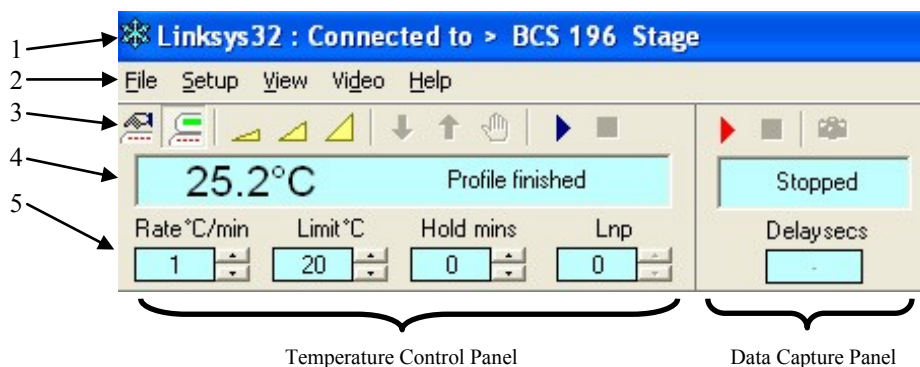 1
Linksys32 : Connected to > BCS 196 Stage
2
File Setup View Video Help
3
4
25.2°C Profile finished Stopped
5
Rate°C/min Limit°C Hold mins Lnp Delaysecs
1 20 0 0 -
Temperature Control Panel Data Capture Panel